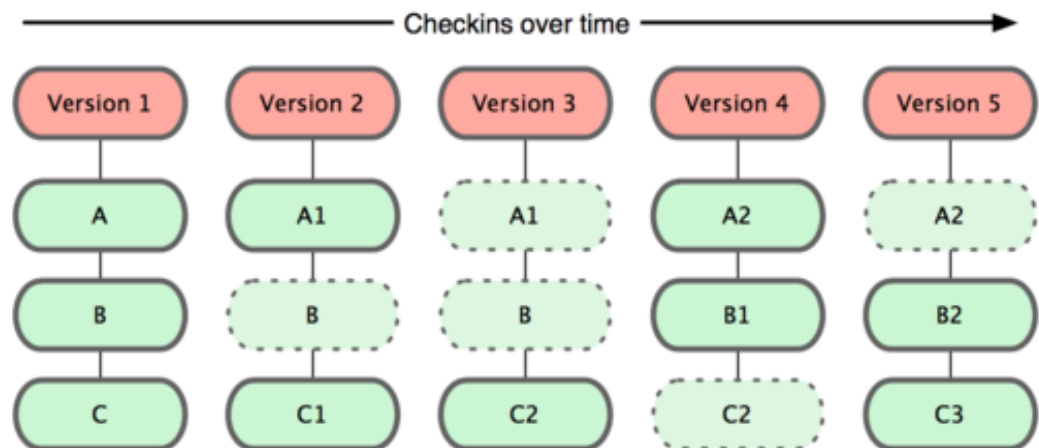 Checkins over time
Version 1 Version 2 Version 3 Version 4 Version 5
A A1 A1 A2 A2
B B B B1 B2
C C1 C2 C2 C3